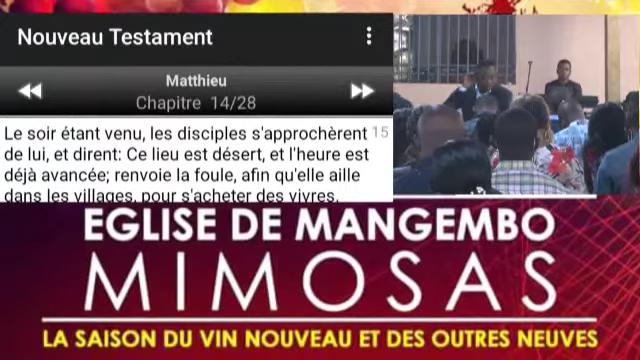 Nouveau Testament
Matthieu
Chapitre 14/28
Le soir étant venu, les disciples s'approchèrent 15
de lui, et dirent: Ce lieu est désert, et l'heure est
déjà avancée; renvoie la foule, afin qu'elle aille
dans les villages, pour s'acheter des vivres.
EGLISE DE MANGEMBO
MIMOSAS
LA SAISON DU VIN NOUVEAU ET DES OUTRES NEUVES